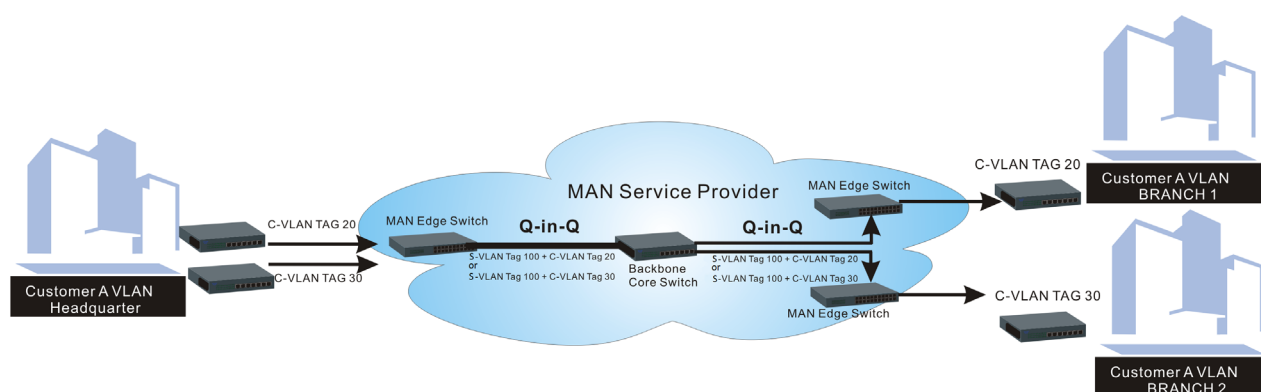 C-VLAN TAG 20
C-VLAN TAG 30
Customer A VLAN
Headquarter
MAN Service Provider
MAN Edge Switch
Q-in-Q
S-VLAN Tag 100 + C-VLAN Tag 20
or
S-VLAN Tag 100 + C-VLAN Tag 30
Backbone
Core Switch
Q-in-Q
S-VLAN Tag 100 + C-VLAN Tag 20
or
S-VLAN Tag 100 + C-VLAN Tag 30
MAN Edge Switch
MAN Edge Switch
C-VLAN TAG 20
Customer A VLAN
BRANCH 1
C-VLAN TAG 30
Customer A VLAN
BRANCH 2